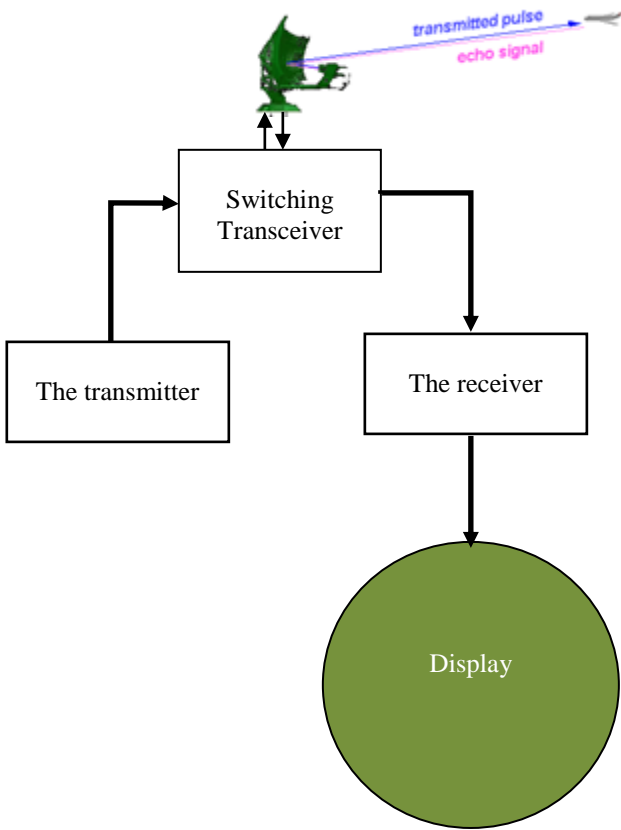 transmitted pulse
echo signal
Switching
Transceiver
The transmitter
The receiver
Display